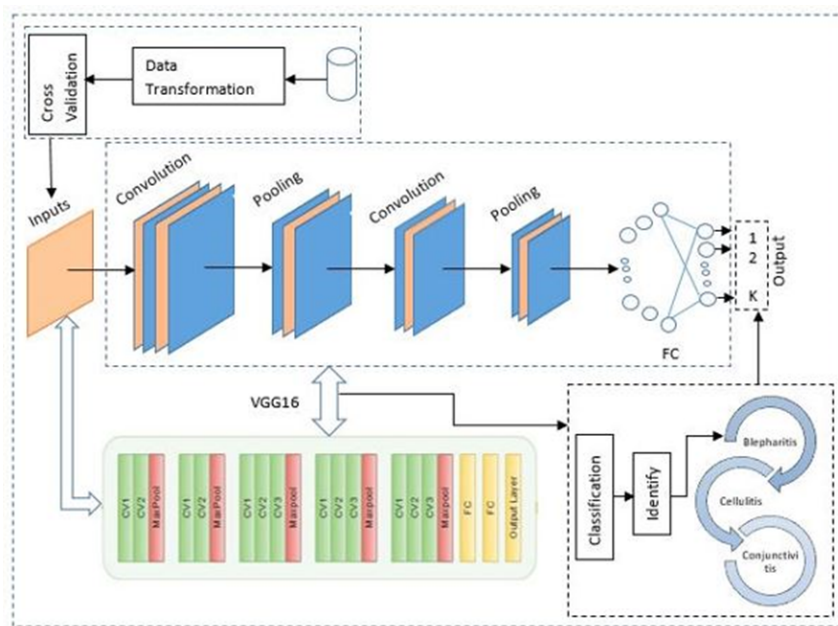 Cross
Validation
Data
Transformation
Inputs
Convolution
Pooling
Convolution
Pooling
1
2
K
Output
FC
VGG16
CV1
CV2
MaxPool
CV1
CV2
MaxPool
CV1
CV2
CV3
Maxpool
CV1
CV2
CV3
Maxpool
CV1
CV2
CV3
Maxpool
FC
FC
Output Layer
Classification
Identify
Blepharitis
Cellulitis
Conjunctivi
tis